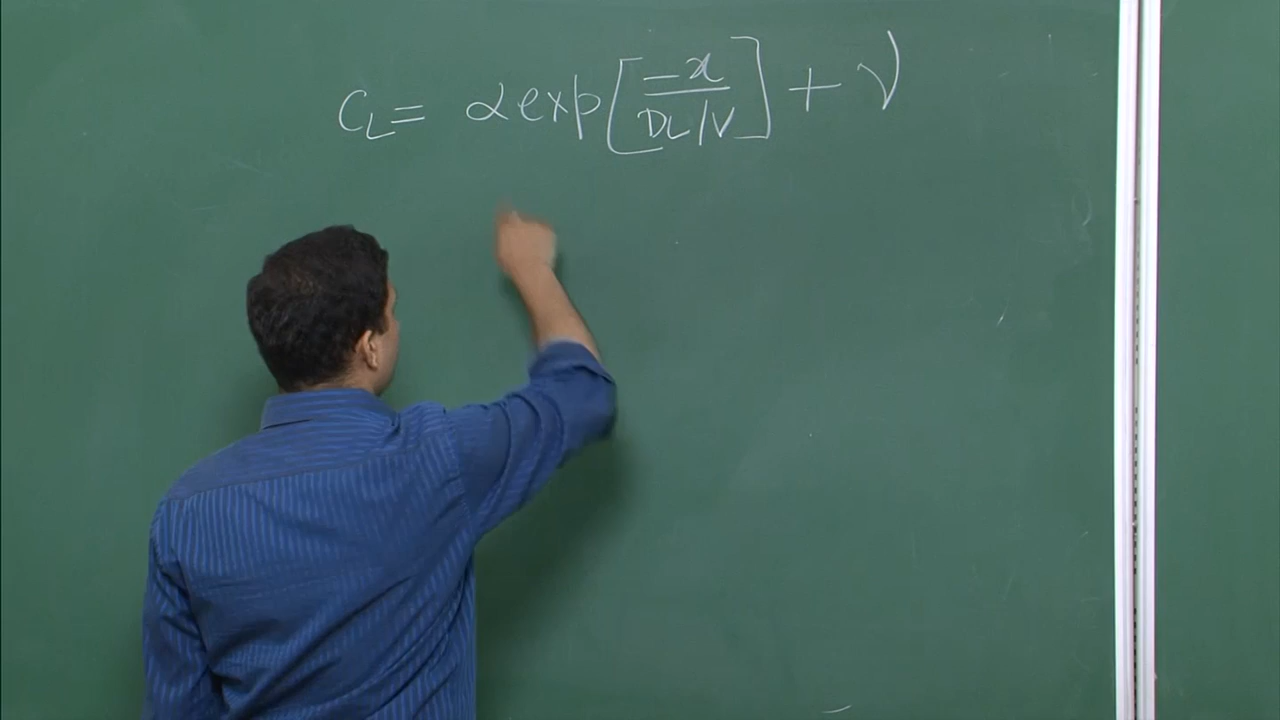 C_L = α exp[−x / (D_L/V)] + ν